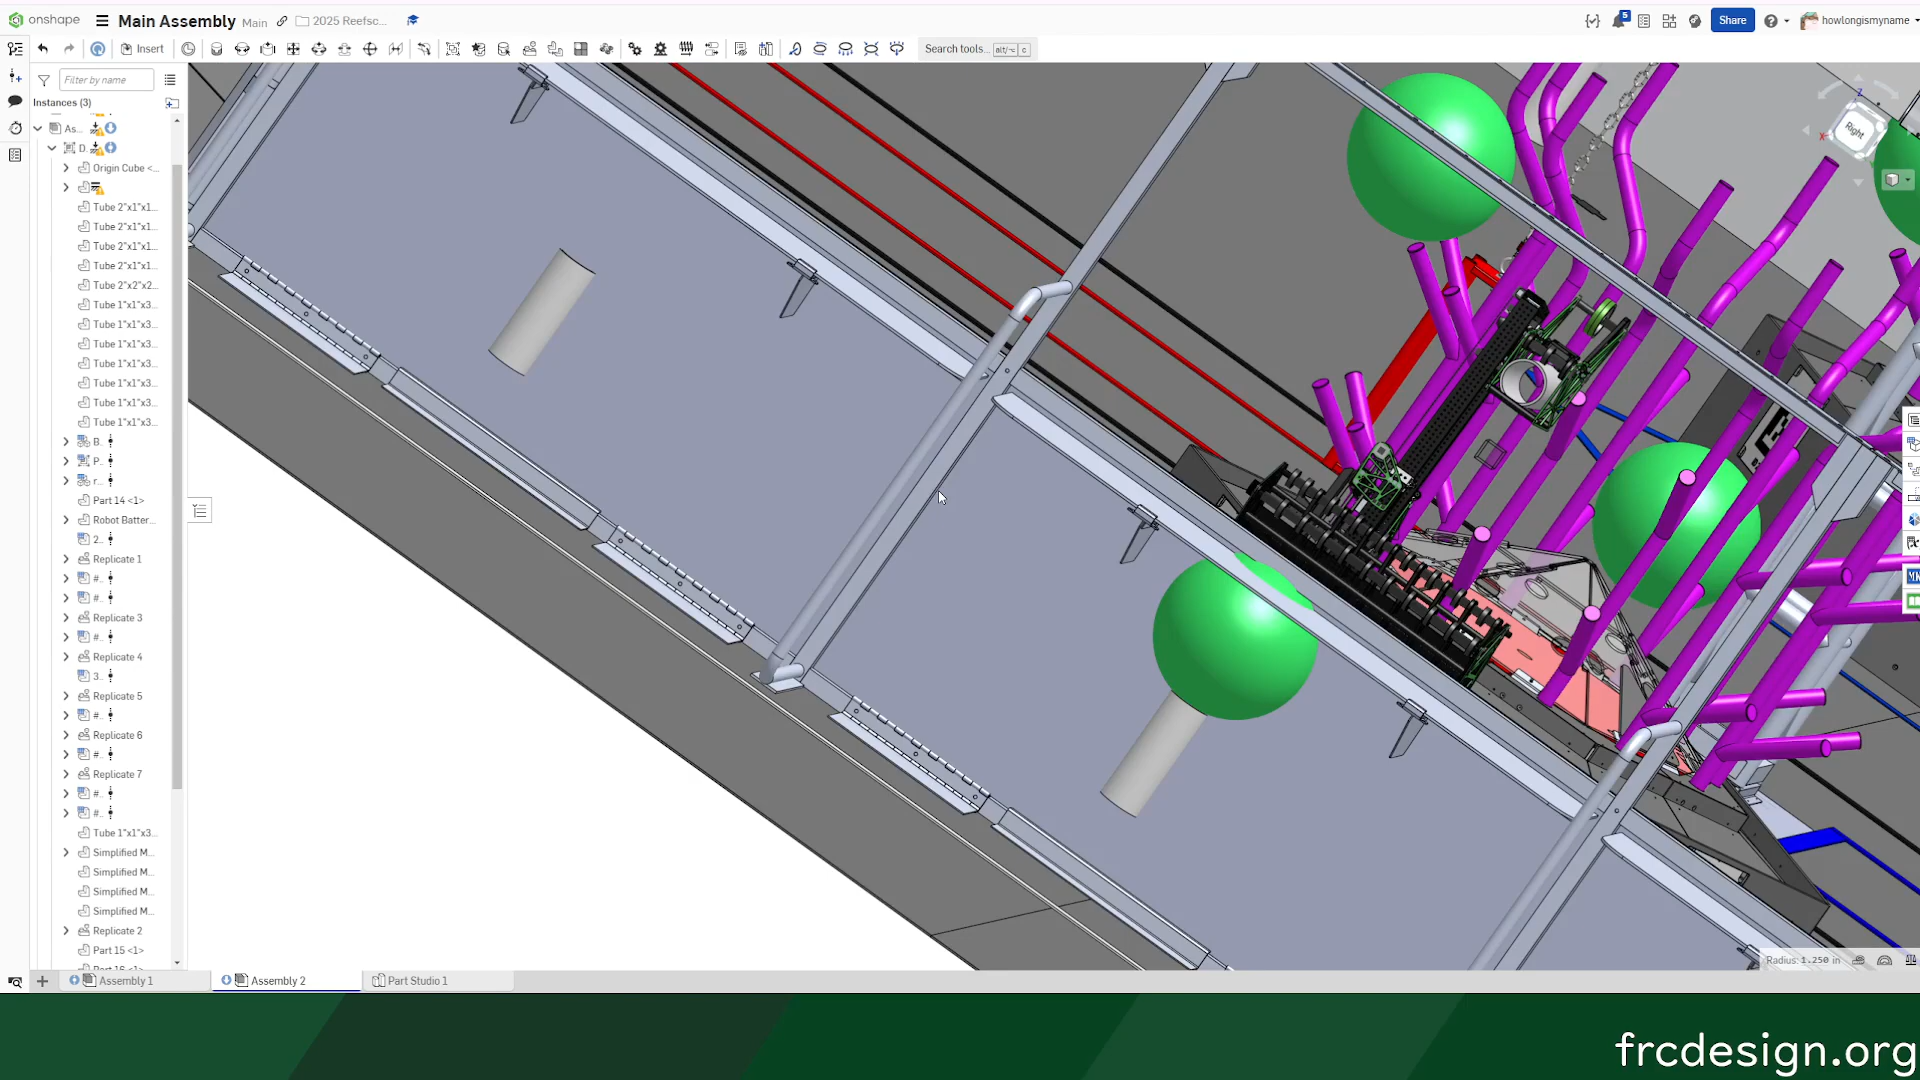 onshape Main Assembly Main 2025 Reefsc... 5 Share howlongismyname
Insert Search tools... alt/⌥ c
Filter by name
Instances (3)
As...
D.
Origin Cube <...
Tube 2"x1"x1...
Tube 2"x1"x1...
Tube 2"x1"x1...
Tube 2"x1"x1...
Tube 2"x2"x2...
Tube 1"x1"x3...
Tube 1"x1"x3...
Tube 1"x1"x3...
Tube 1"x1"x3...
Tube 1"x1"x3...
Tube 1"x1"x3...
Tube 1"x1"x3...
B.
P.
r..
Part 14 <1>
Robot Batter...
2..
Replicate 1
#.
#.
Replicate 3
#.
Replicate 4
3..
Replicate 5
#.
Replicate 6
#.
Replicate 7
#.
#.
Tube 1"x1"x3...
Simplified M...
Simplified M...
Simplified M...
Simplified M...
Replicate 2
Part 15 <1>
Z
X
Right
Radius: 1.250 in
Assembly 1 Assembly 2 Part Studio 1
frcdesign.org